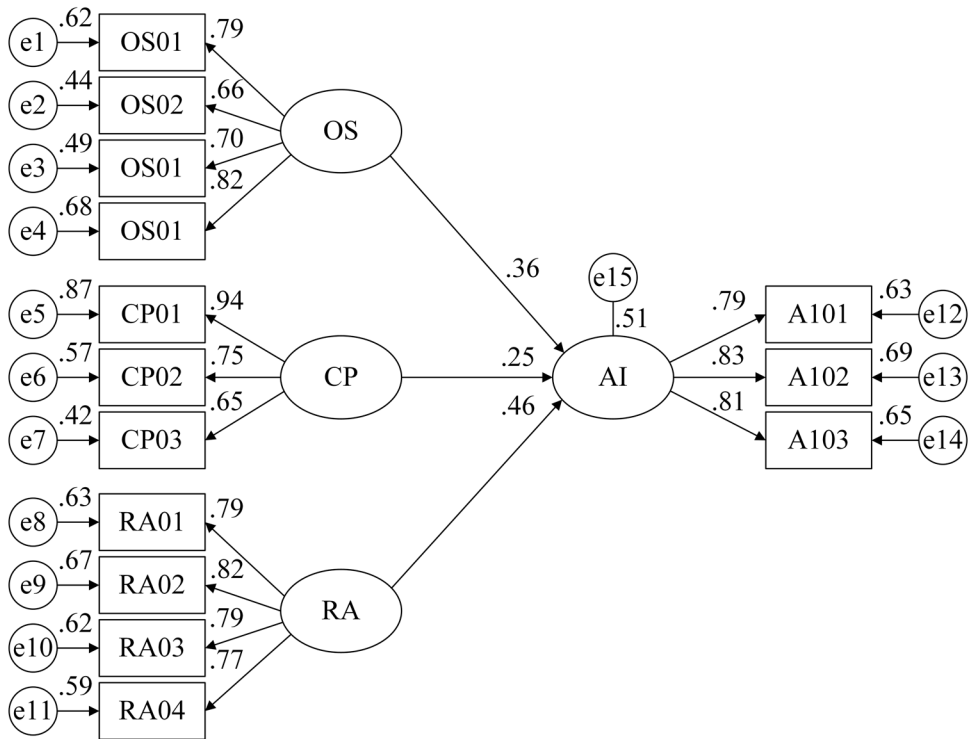 e1
.62
OS01
.79
e2
.44
OS02
.66
e3
.49
OS01
.70
e4
.68
OS01
.82
OS
e5
.87
CP01
.94
e6
.57
CP02
.75
e7
.42
CP03
.65
CP
e8
.63
RA01
.79
e9
.67
RA02
.82
e10
.62
RA03
.79
e11
.59
RA04
.77
RA
.36
.25
.46
e15
.51
AI
.79
A101
.63
e12
.83
A102
.69
e13
.81
A103
.65
e14